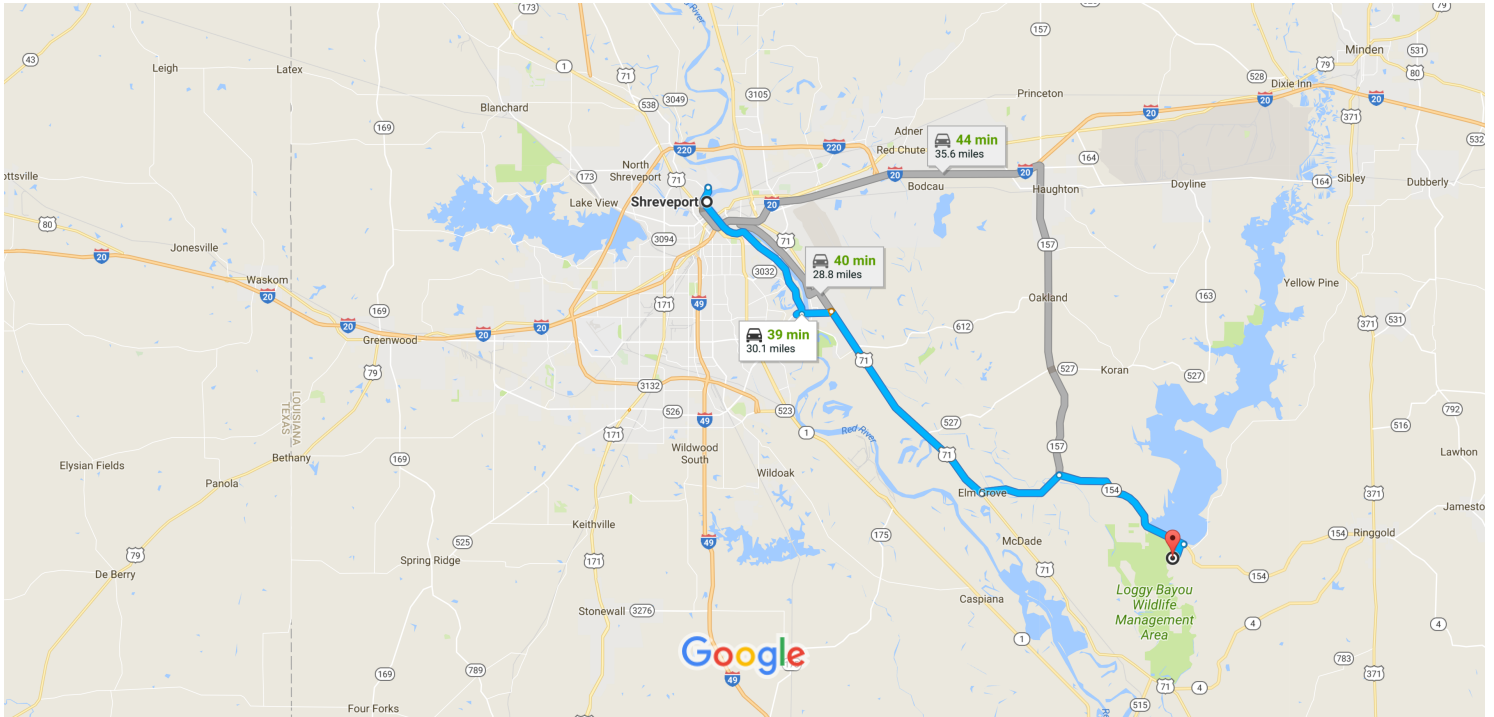 173
157
79
43
1
Minden
531
Leigh
Latex
71
79
80
528
Dixie Inn
Blanchard
538
3049
3105
Princeton
20
20
20
371
169
Adner
44 min
35.6 miles
532
220
220
Red Chute
North
Shreveport
173
71
20
Bodcau
20
164
Haughton
Doyline
164
Sibley
Dubberly
ottsville
Lake View
Shreveport
20
80
Jonesville
3094
71
157
20
40 min
28.8 miles
3032
Waskom
20
171
49
Oakland
163
Yellow Pine
169
20
20
20
39 min
30.1 miles
612
371
531
Greenwood
71
79
3132
527
Koran
527
LOUISIANA
TEXAS
526
49
523
527
792
171
1
Red River
516
Wildwood
South
157
71
Bethany
169
Lawhon
Elysian Fields
Wildoak
Panola
Elm Grove
154
371
Jamesto
Keithville
175
154
Ringgold
525
49
McDade
79
Spring Ridge
171
71
154
De Berry
Loggy Bayou
Wildlife
Management
Area
Caspiana
Stonewall
3276
1
4
4
Google
783
789
169
49
371
71
4
515
Four Forks